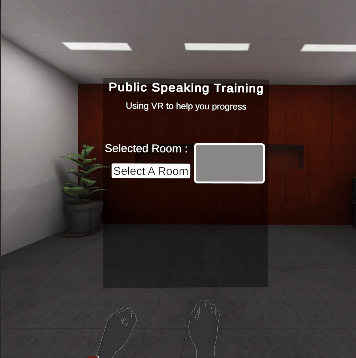 Public Speaking Training
Using VR to help you progress
Selected Room :
Select A Room